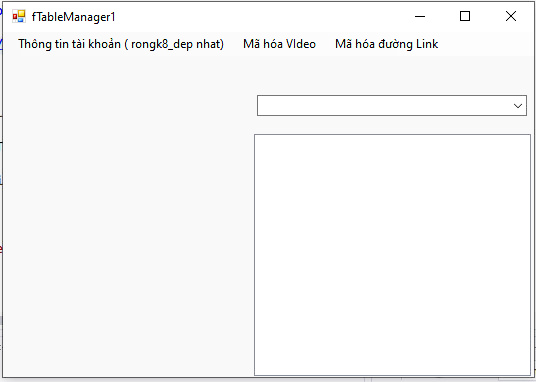 fTableManager1
Thông tin tài khoản ( rongk8_dep nhat) Mã hóa VIdeo Mã hóa đường Link